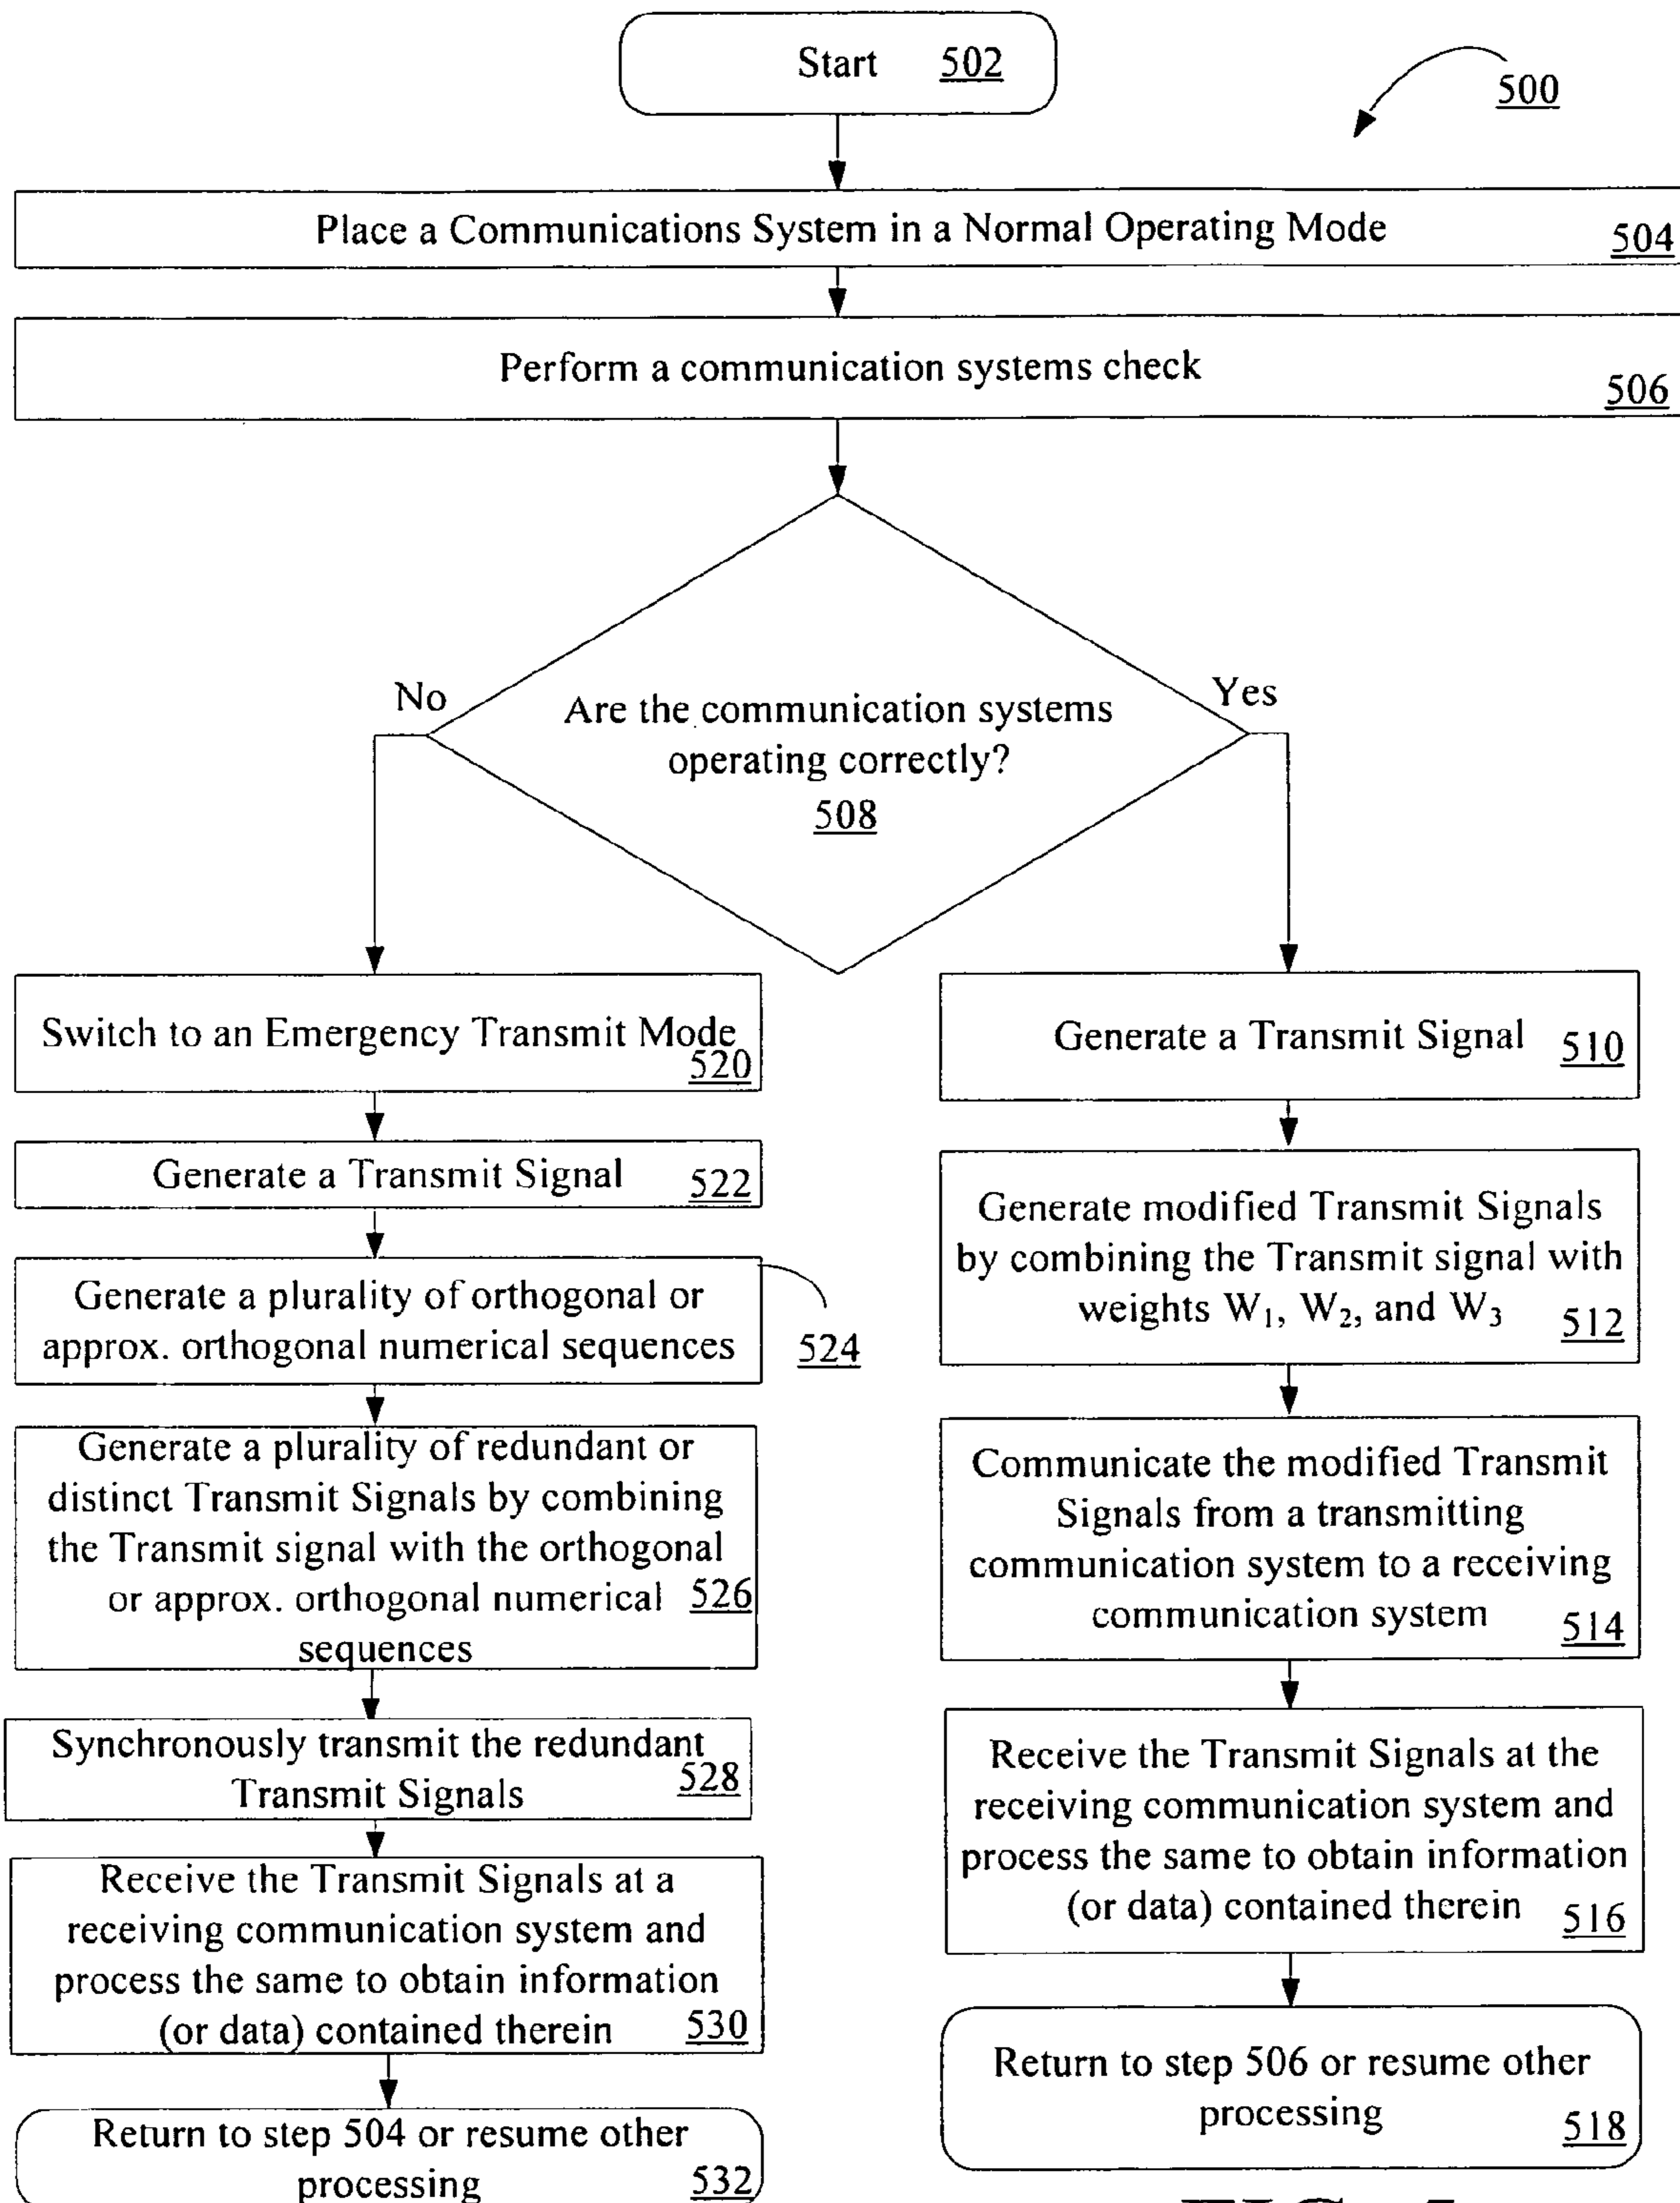 Start 502
500
Place a Communications System in a Normal Operating Mode 504
Perform a communication systems check 506
No
Yes
Are the communication systems
operating correctly?
508
Switch to an Emergency Transmit Mode
520
Generate a Transmit Signal 522
Generate a plurality of orthogonal or
approx. orthogonal numerical sequences
524
Generate a plurality of redundant or
distinct Transmit Signals by combining
the Transmit signal with the orthogonal
or approx. orthogonal numerical 526
sequences
Synchronously transmit the redundant
Transmit Signals 528
Receive the Transmit Signals at a
receiving communication system and
process the same to obtain information
(or data) contained therein 530
Return to step 504 or resume other
processing 532
Generate a Transmit Signal 510
Generate modified Transmit Signals
by combining the Transmit signal with
weights W₁, W₂, and W₃ 512
Communicate the modified Transmit
Signals from a transmitting
communication system to a receiving
communication system 514
Receive the Transmit Signals at the
receiving communication system and
process the same to obtain information
(or data) contained therein 516
Return to step 506 or resume other
processing 518